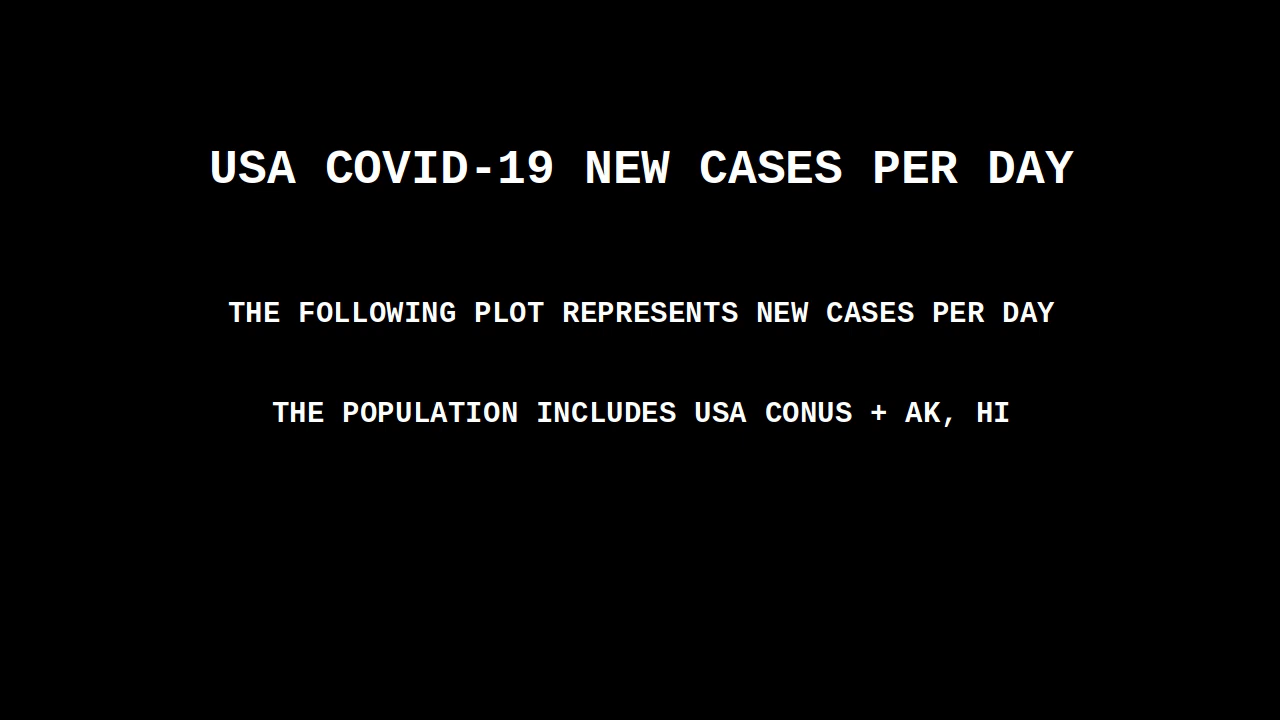 USA COVID-19 NEW CASES PER DAY
THE FOLLOWING PLOT REPRESENTS NEW CASES PER DAY
THE POPULATION INCLUDES USA CONUS + AK, HI